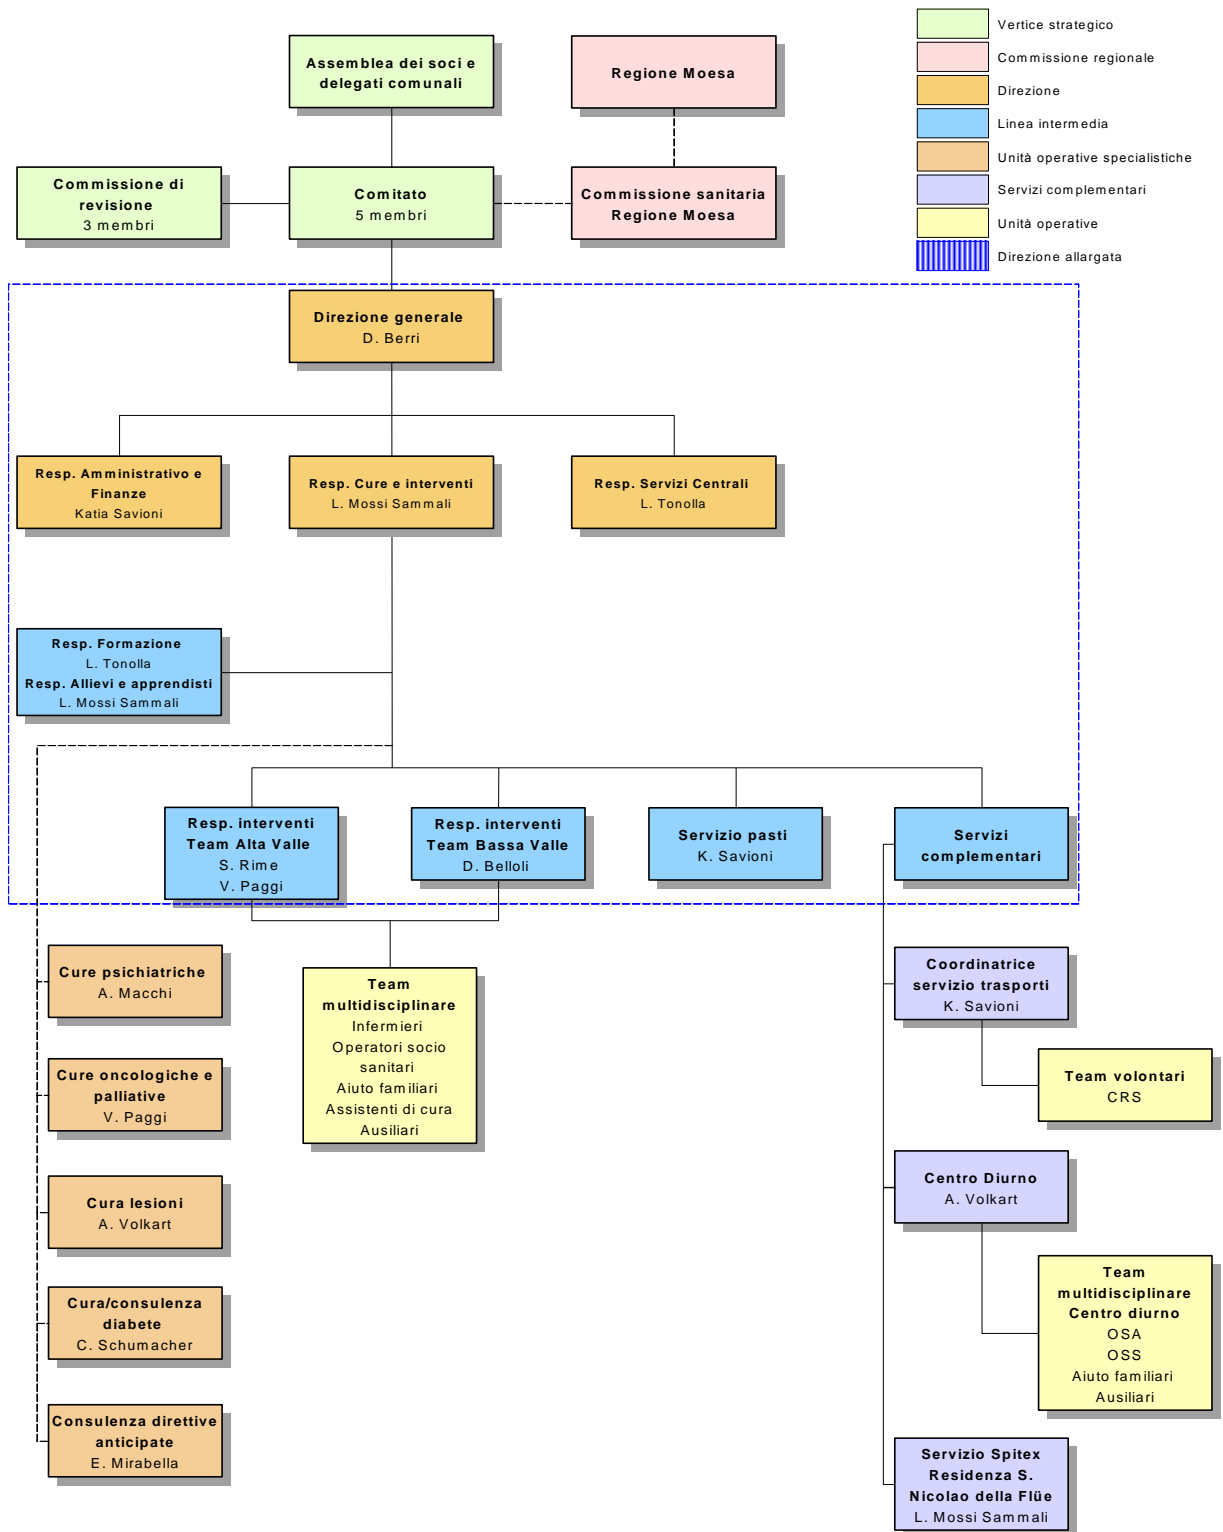 Vertice strategico
Commissione regionale
Direzione
Linea intermedia
Unità operative specialistiche
Servizi complementari
Unità operative
Direzione allargata
Assemblea dei soci e
delegati comunali
Regione Moesa
Commissione di
revisione
3 membri
Comitato
5 membri
Commissione sanitaria
Regione Moesa
Direzione generale
D. Berri
Resp. Amministrativo e
Finanze
Katia Savioni
Resp. Cure e interventi
L. Mossi Sammali
Resp. Servizi Centrali
L. Tonolla
Resp. Formazione
L. Tonolla
Resp. Allievi e apprendisti
L. Mossi Sammali
Resp. interventi
Team Alta Valle
S. Rime
V. Paggi
Resp. interventi
Team Bassa Valle
D. Belloli
Servizio pasti
K. Savioni
Servizi
complementari
Cure psichiatriche
A. Macchi
Cure oncologiche e
palliative
V. Paggi
Cura lesioni
A. Volkart
Cura/consulenza
diabete
C. Schumacher
Consulenza direttive
anticipate
E. Mirabella
Team
multidisciplinare
Infermieri
Operatori socio
sanitari
Aiuto familiari
Assistenti di cura
Ausiliari
Coordinatrice
servizio trasporti
K. Savioni
Team volontari
CRS
Centro Diurno
A. Volkart
Team
multidisciplinare
Centro diurno
OSA
OSS
Aiuto familiari
Ausiliari
Servizio Spitex
Residenza S.
Nicolao della Flüe
L. Mossi Sammali